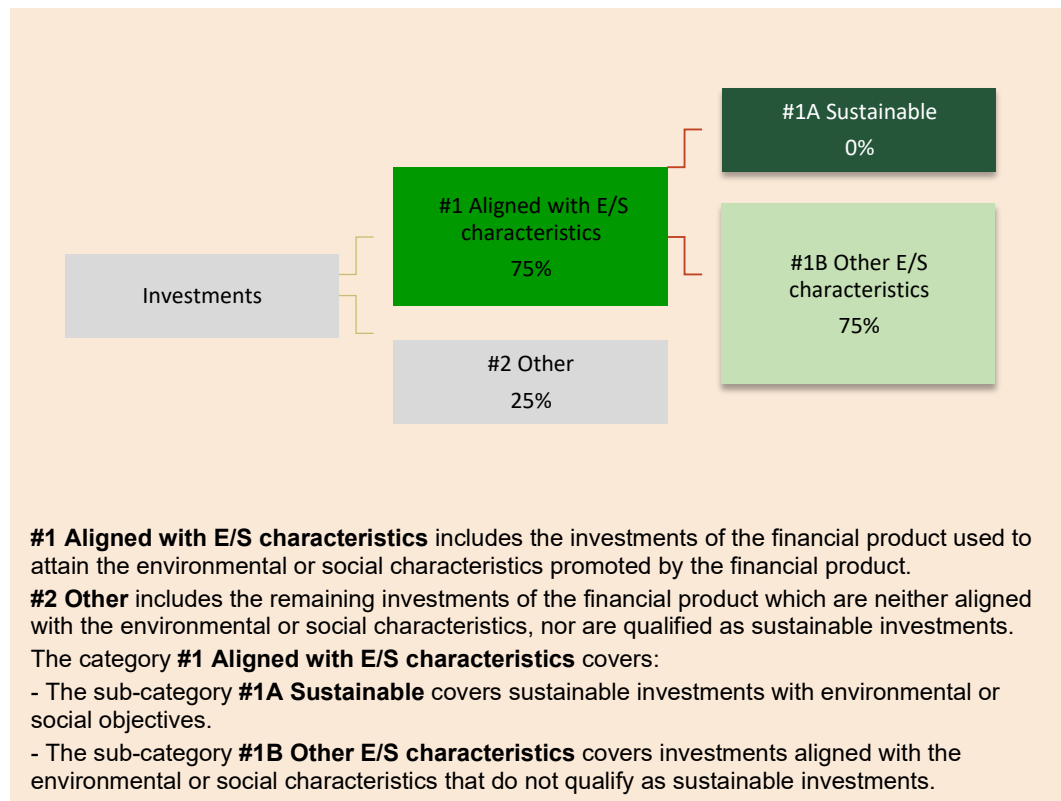 Investments
#1 Aligned with E/S
characteristics
75%
#2 Other
25%
#1A Sustainable
0%
#1B Other E/S
characteristics
75%
#1 Aligned with E/S characteristics includes the investments of the financial product used to
attain the environmental or social characteristics promoted by the financial product.
#2 Other includes the remaining investments of the financial product which are neither aligned
with the environmental or social characteristics, nor are qualified as sustainable investments.
The category #1 Aligned with E/S characteristics covers:
- The sub-category #1A Sustainable covers sustainable investments with environmental or
social objectives.
- The sub-category #1B Other E/S characteristics covers investments aligned with the
environmental or social characteristics that do not qualify as sustainable investments.